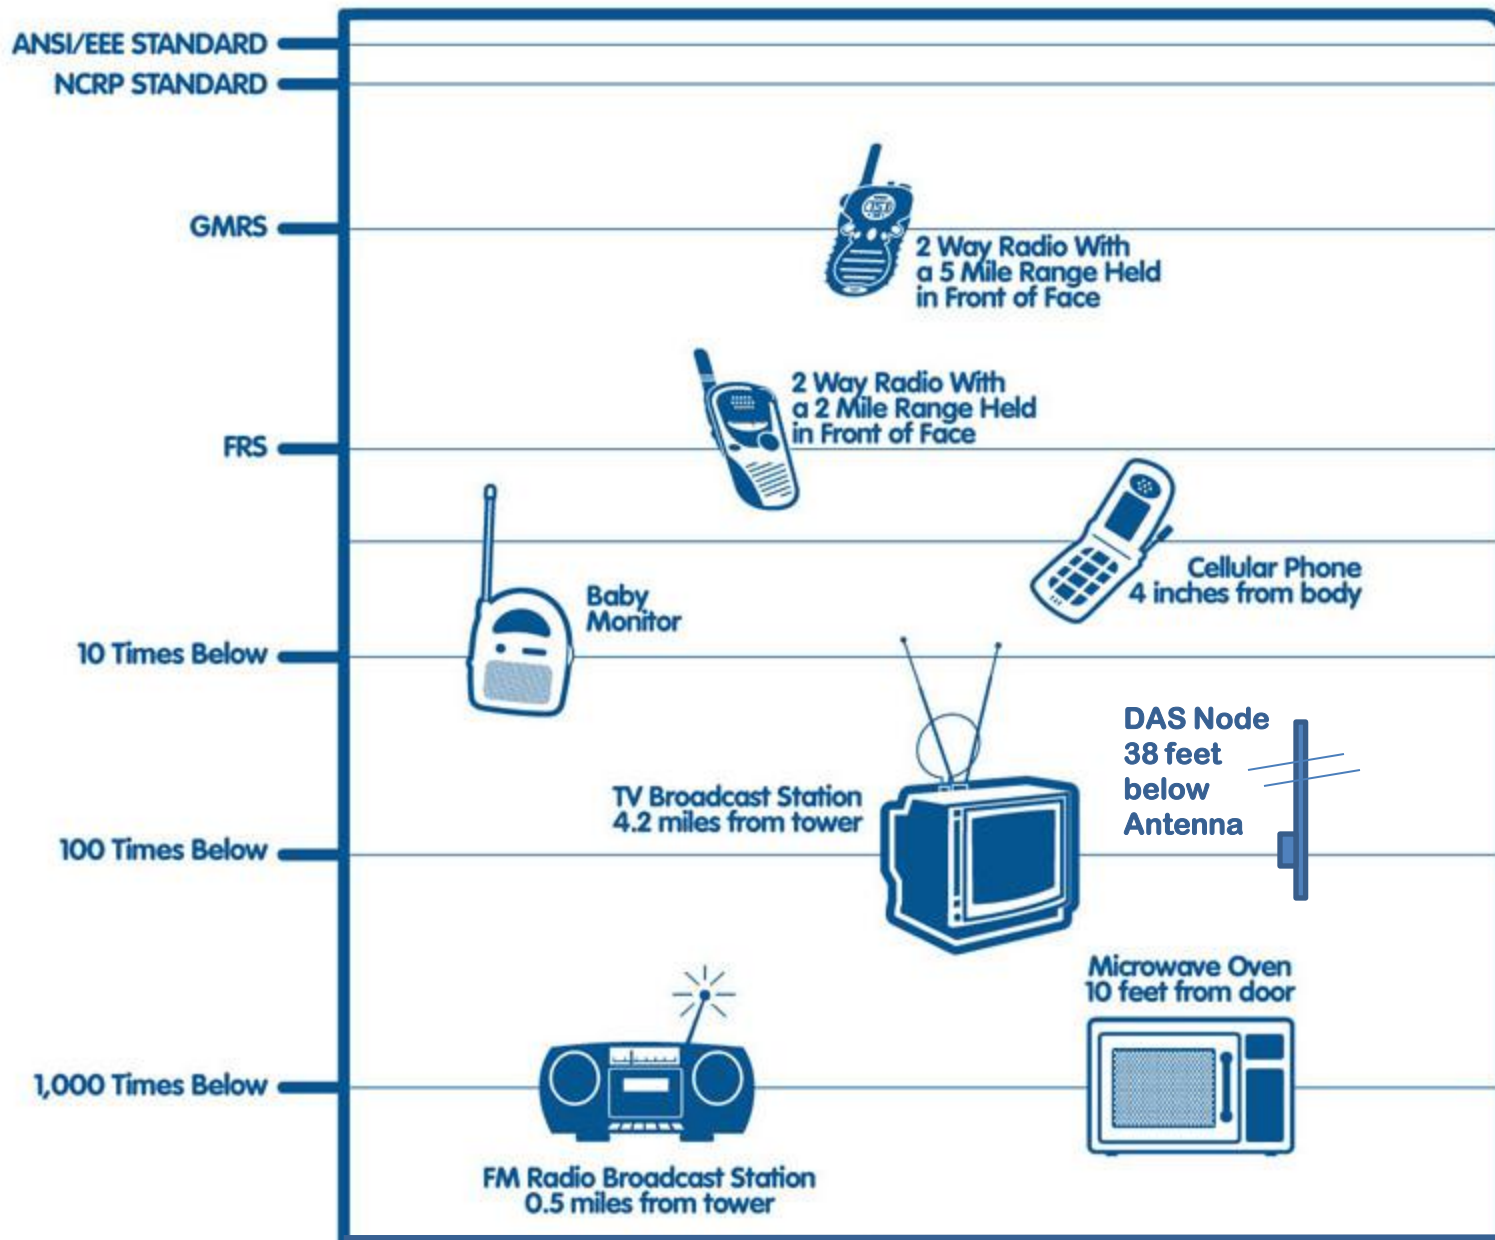 ANSI/EEE STANDARD
NCRP STANDARD
GMRS
2 Way Radio With
a 5 Mile Range Held
in Front of Face
2 Way Radio With
a 2 Mile Range Held
in Front of Face
FRS
Cellular Phone
4 inches from body
Baby
Monitor
10 Times Below
DAS Node
38 feet
below
Antenna
TV Broadcast Station
4.2 miles from tower
100 Times Below
Microwave Oven
10 feet from door
1,000 Times Below
FM Radio Broadcast Station
0.5 miles from tower